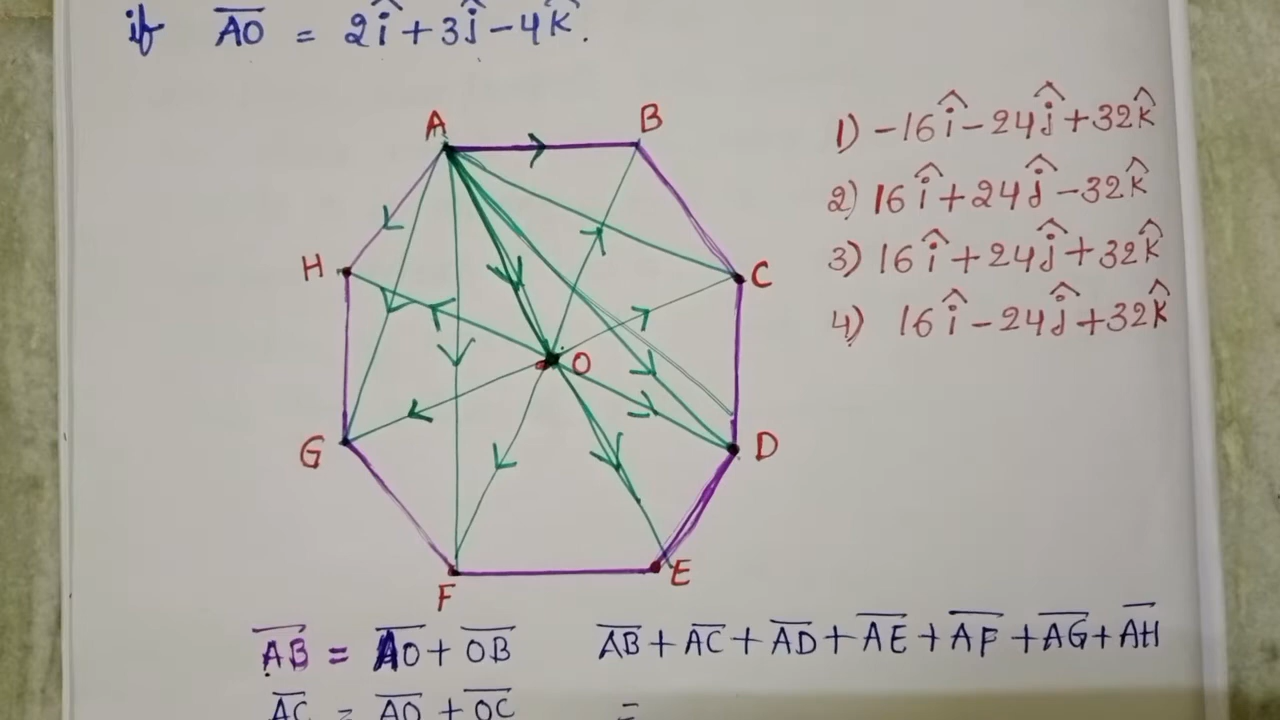 if AO = 2î + 3ĵ - 4k̂.
A B
1) -16î - 24ĵ + 32k̂
2) 16î + 24ĵ - 32k̂
H C
3) 16î + 24ĵ + 32k̂
4) 16î - 24ĵ + 32k̂
O
G D
F E
AB = AO + OB
AB + AC + AD + AE + AF + AG + AH
AC = AO + OC
=